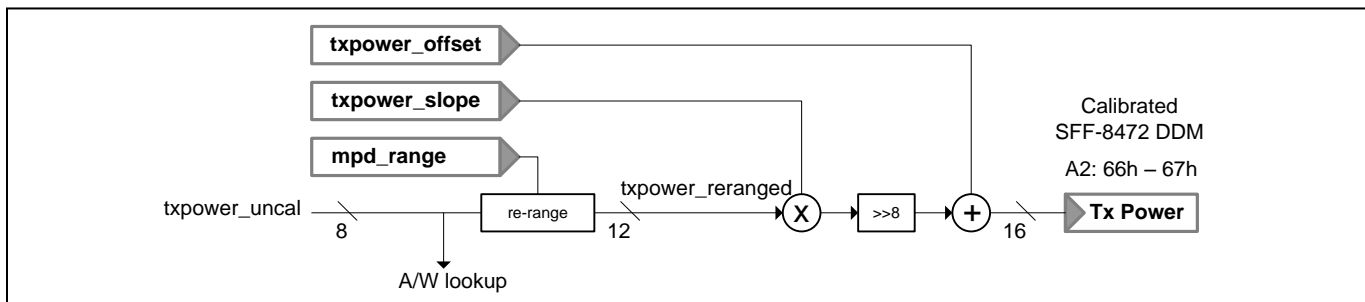 txpower_offset
txpower_slope
Calibrated
SFF-8472 DDM
mpd_range
A2: 66h – 67h
txpower_reranged
txpower_uncal
re-range
X
>>8
+
Tx Power
8
12
16
A/W lookup